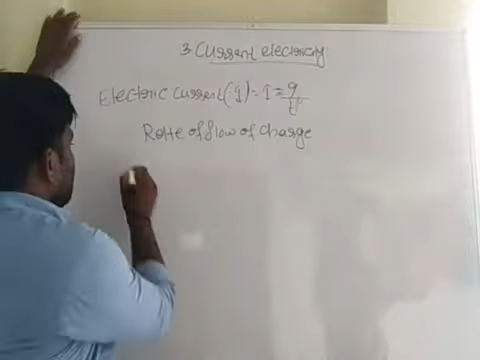 3. Current electricity
Electric current (I) = I = q/t
Rate of flow of charge